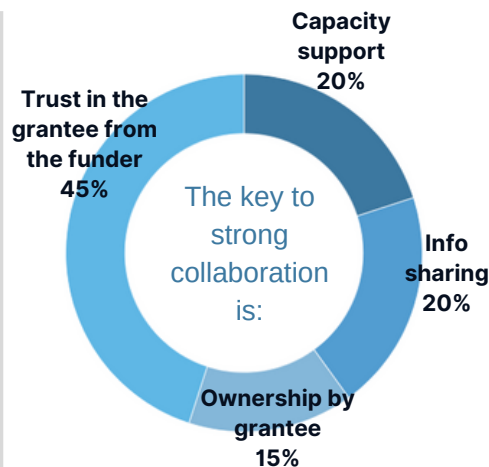 Capacity
support
20%
Trust in the
grantee from
the funder
45%
The key to
strong
collaboration
is:
Info
sharing
20%
Ownership by
grantee
15%